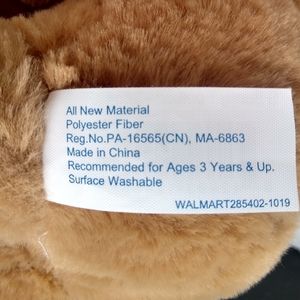 All New Material
Polyester Fiber
Reg.No.PA-16565(CN), MA-6863
Made in China
Recommended for Ages 3 Years & Up.
Surface Washable
WALMART285402-1019